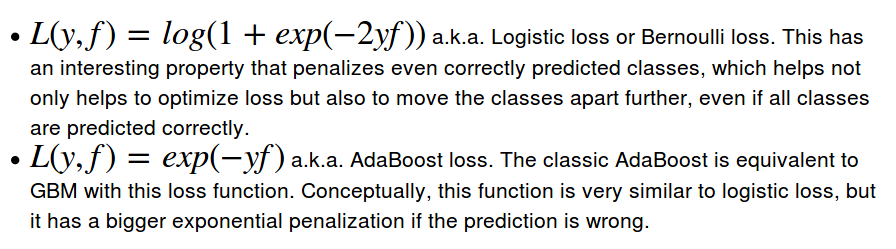 • L(y, f) = log(1 + exp(−2yf)) a.k.a. Logistic loss or Bernoulli loss. This has
an interesting property that penalizes even correctly predicted classes, which helps not
only helps to optimize loss but also to move the classes apart further, even if all classes
are predicted correctly.
• L(y, f) = exp(−yf) a.k.a. AdaBoost loss. The classic AdaBoost is equivalent to
GBM with this loss function. Conceptually, this function is very similar to logistic loss, but
it has a bigger exponential penalization if the prediction is wrong.